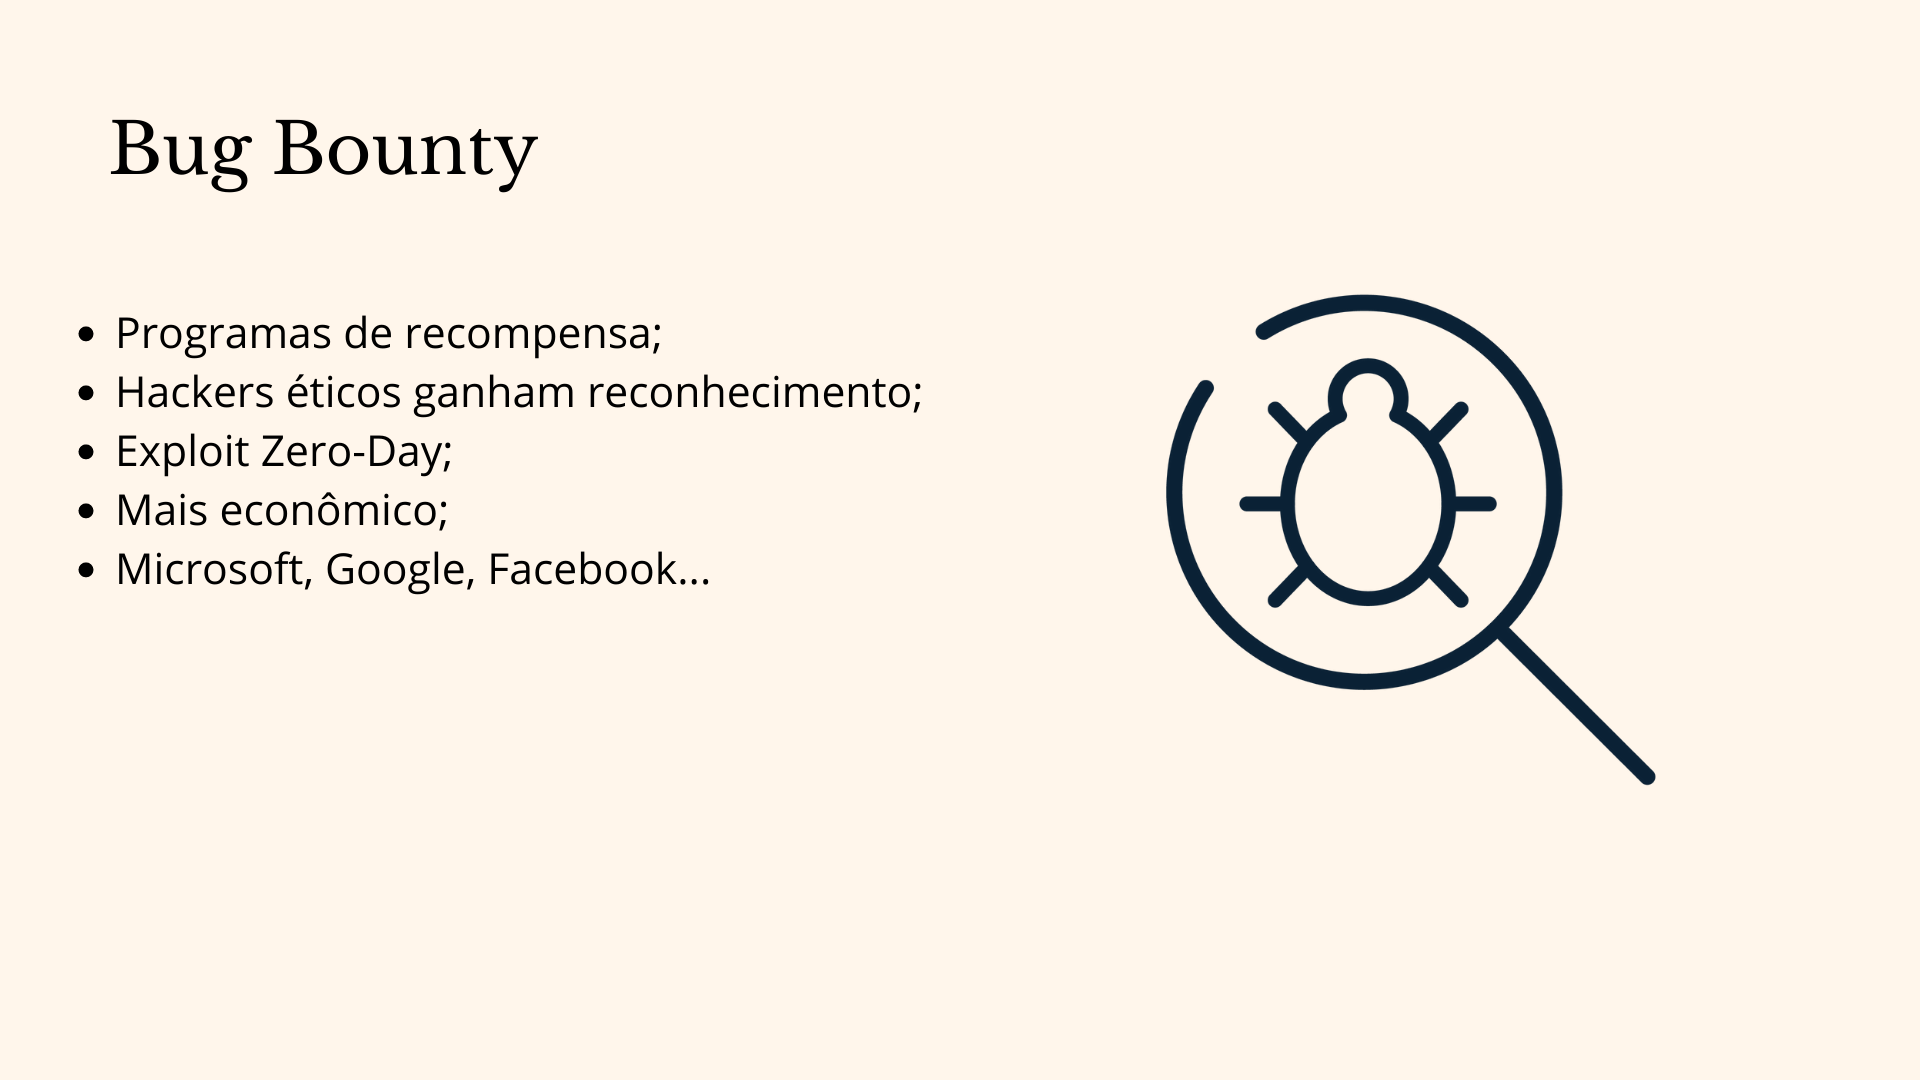 Bug Bounty
• Programas de recompensa;
• Hackers éticos ganham reconhecimento;
• Exploit Zero-Day;
• Mais econômico;
• Microsoft, Google, Facebook...